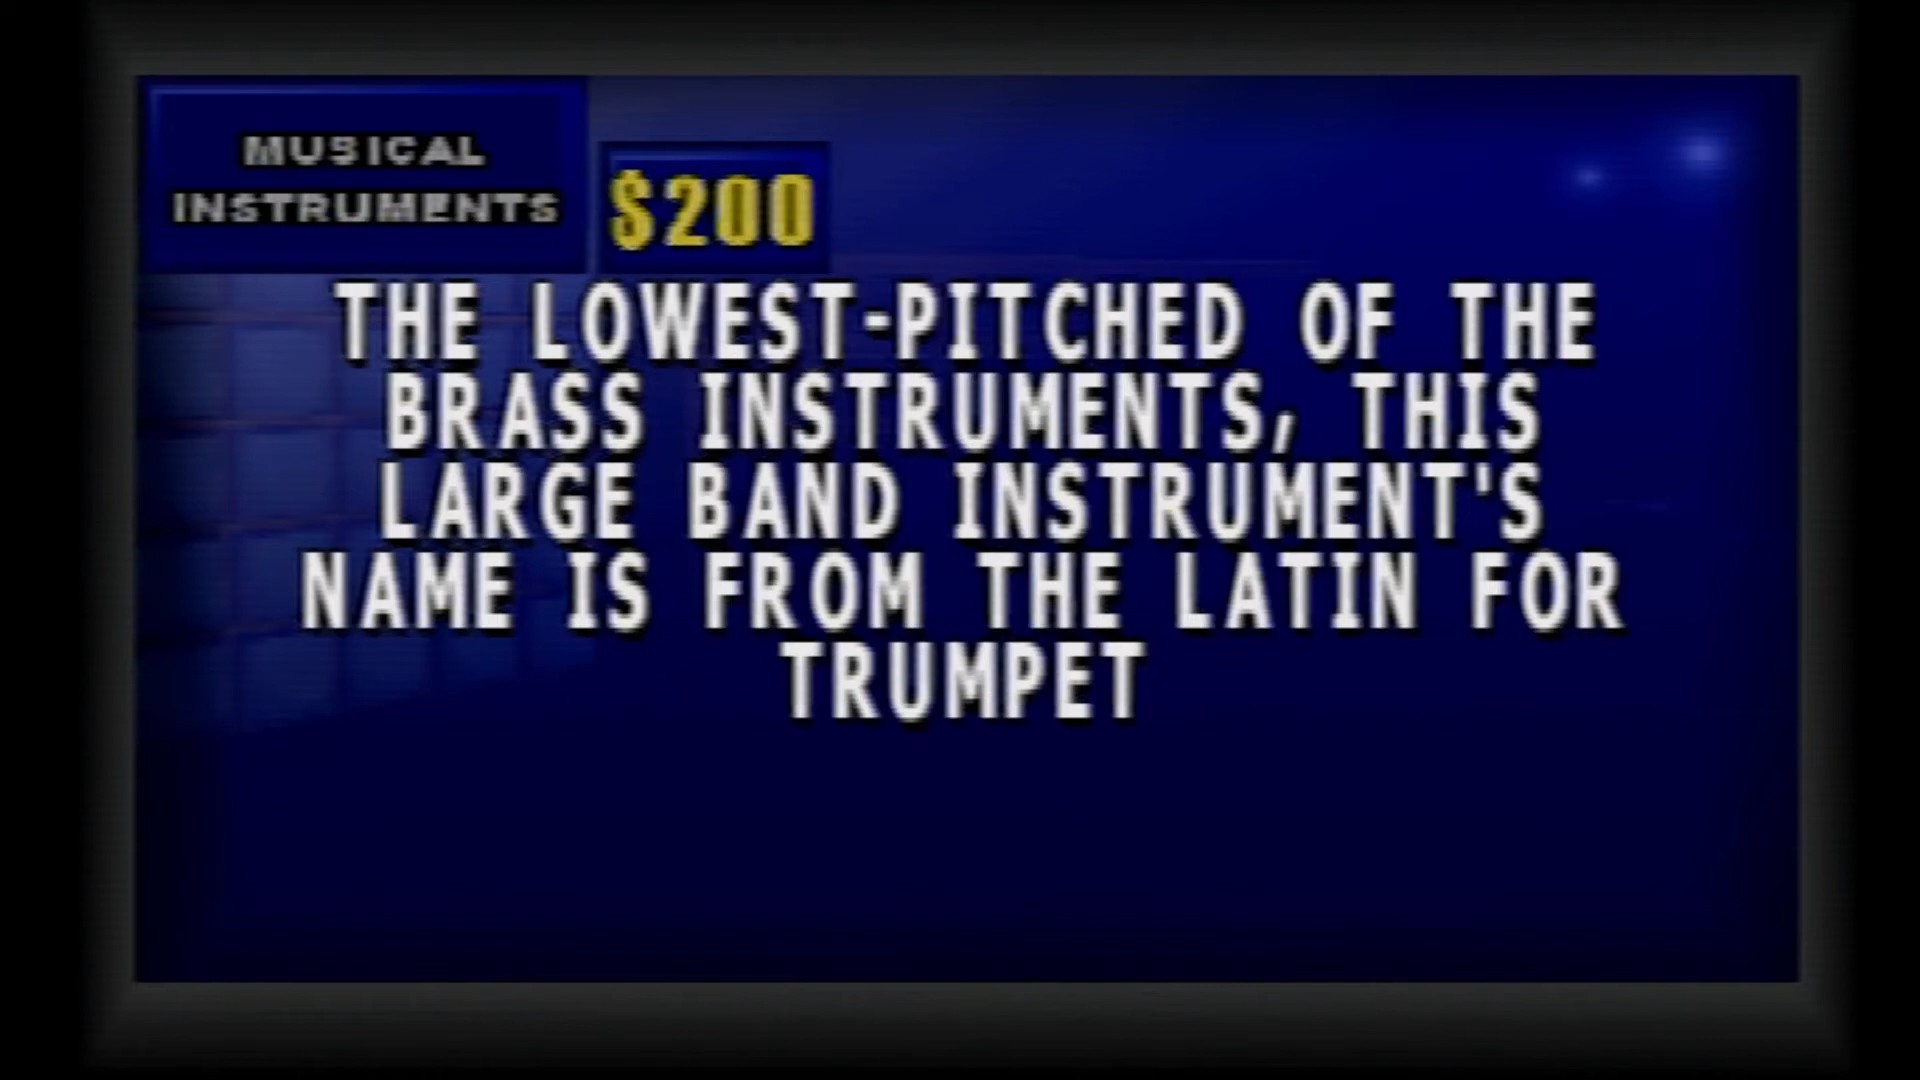 MUSICAL
INSTRUMENTS
$200
THE LOWEST-PITCHED OF THE
BRASS INSTRUMENTS, THIS
LARGE BAND INSTRUMENT'S
NAME IS FROM THE LATIN FOR
TRUMPET